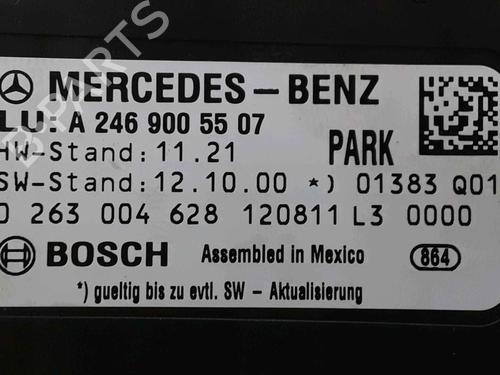 MERCEDES-BENZ
LU: A 246 900 55 07
HW-Stand: 11.21 PARK
SW-Stand: 12.10.00 *) 01383 Q01
0 263 004 628 120811 L3 0000
BOSCH Assembled in Mexico 864
*) gueltig bis zu evtl. SW - Aktualisierung